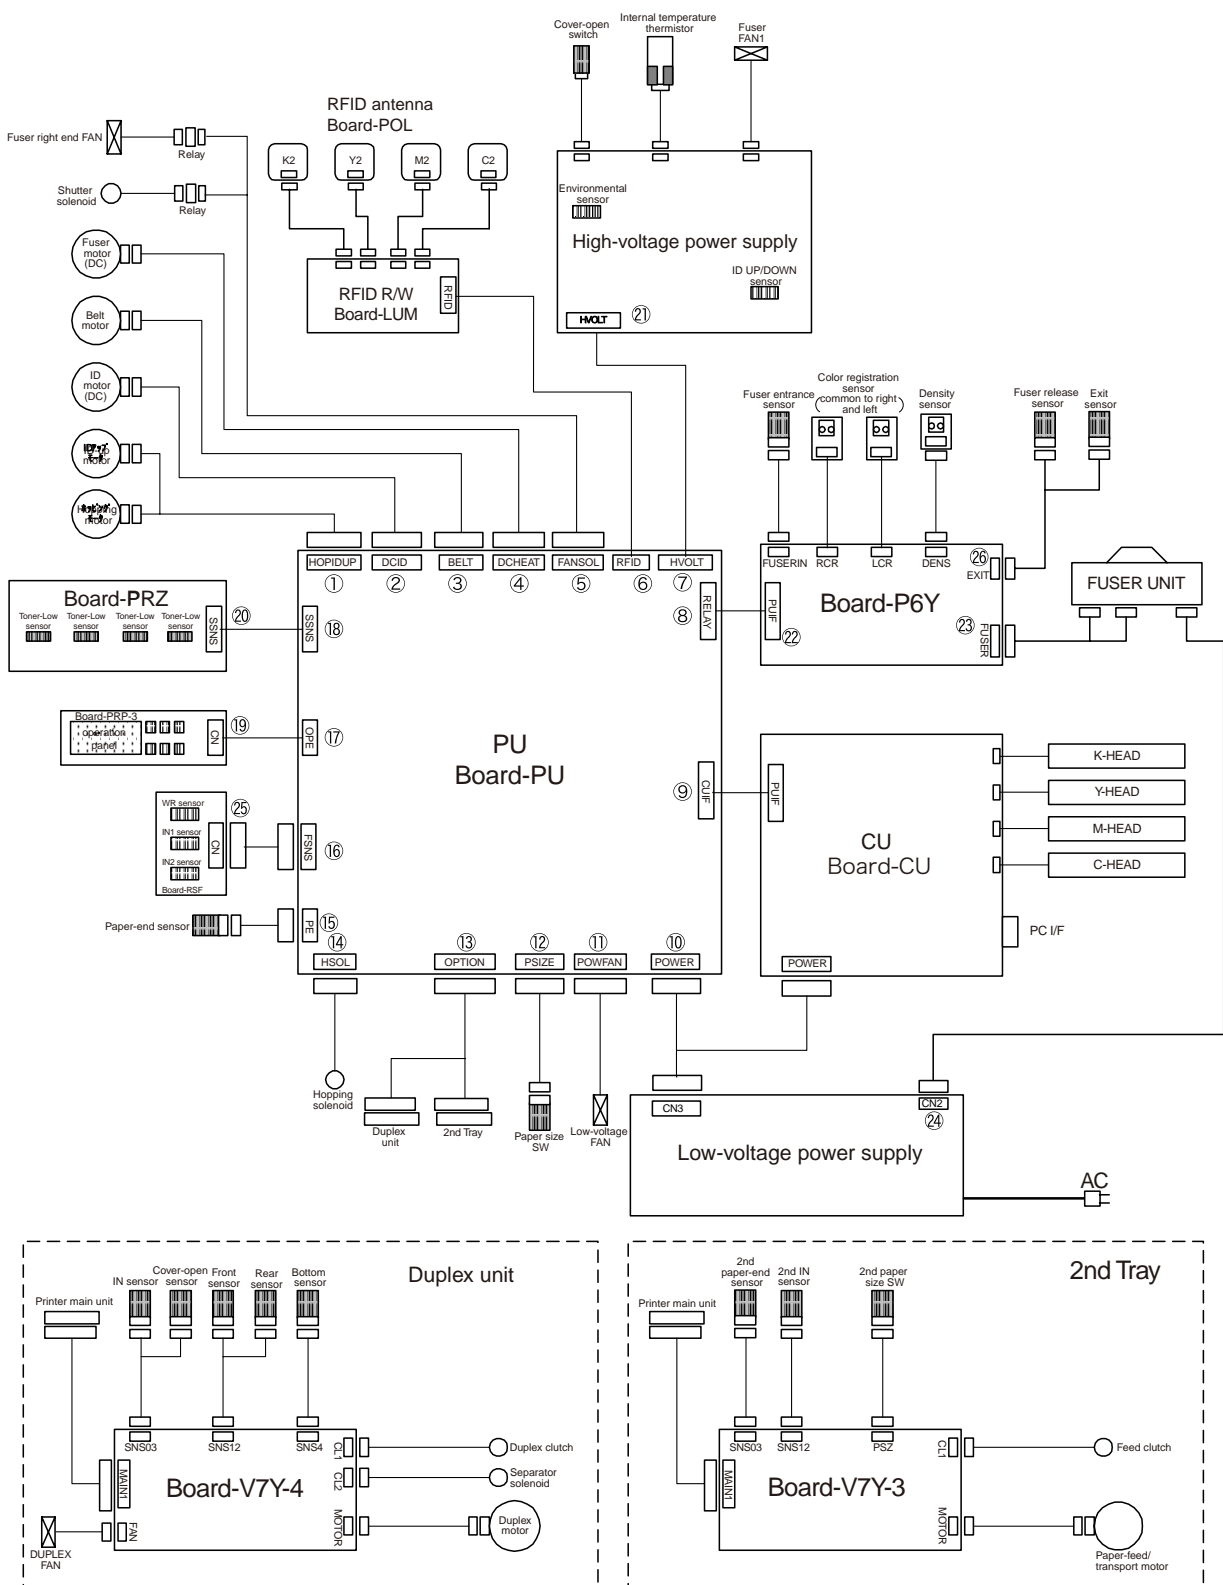 Cover-open
switch
Internal temperature
thermistor
Fuser
FAN1
RFID antenna
Board-POL
Fuser right end FAN
Relay
K2
Y2
M2
C2
Shutter
solenoid
Relay
Environmental
sensor
High-voltage power supply
ID UP/DOWN
sensor
HVOLT
㉑
Fuser
motor
(DC)
RFID R/W
Board-LUM
RFID
Belt
motor
ID
motor
(DC)
motor
Hopping
motor
Fuser entrance
sensor
Color registration
sensor
common to right
and left
Density
sensor
Fuser release
sensor
Exit
sensor
HOPIDUP
DCID
BELT
DCHEAT
FANSOL
RFID
HVOLT
① ② ③ ④ ⑤ ⑥ ⑦
FUSERIN
RCR
LCR
DENS
EXIT
㉖
Board-P6Y
PUIF
㉒
㉓
FUSER
FUSER UNIT
⑧
RELAY
Board-PRZ
Toner-Low
sensor
Toner-Low
sensor
Toner-Low
sensor
Toner-Low
sensor
SSNS
⑳
SSNS
⑱
Board-PRP-3
operation
panel
CN
⑲
OPE
⑰
PU
Board-PU
⑨
CUIF
PUIF
CU
Board-CU
K-HEAD
Y-HEAD
M-HEAD
C-HEAD
PC I/F
POWER
WR sensor
IN1 sensor
IN2 sensor
Board-RSF
CN
㉕
FSNS
⑯
Paper-end sensor
PE
⑮
⑭ ⑬ ⑫ ⑪ ⑩
HSOL
OPTION
PSIZE
POWFAN
POWER
Hopping
solenoid
Duplex
unit
2nd Tray
Paper size
SW
Low-voltage
FAN
CN3
CN2
㉔
Low-voltage power supply
AC
Duplex unit
Printer main unit
IN sensor
Cover-open
sensor
Front
sensor
Rear
sensor
Bottom
sensor
SNS03
SNS12
SNS4
CL1
CL2
MOTOR
MAIN1
FAN
Board-V7Y-4
Duplex clutch
Separator
solenoid
Duplex
motor
DUPLEX
FAN
2nd Tray
Printer main unit
2nd
paper-end
sensor
2nd IN
sensor
2nd paper
size SW
SNS03
SNS12
PSZ
CL1
MAIN1
MOTOR
Board-V7Y-3
Feed clutch
Paper-feed/
transport motor